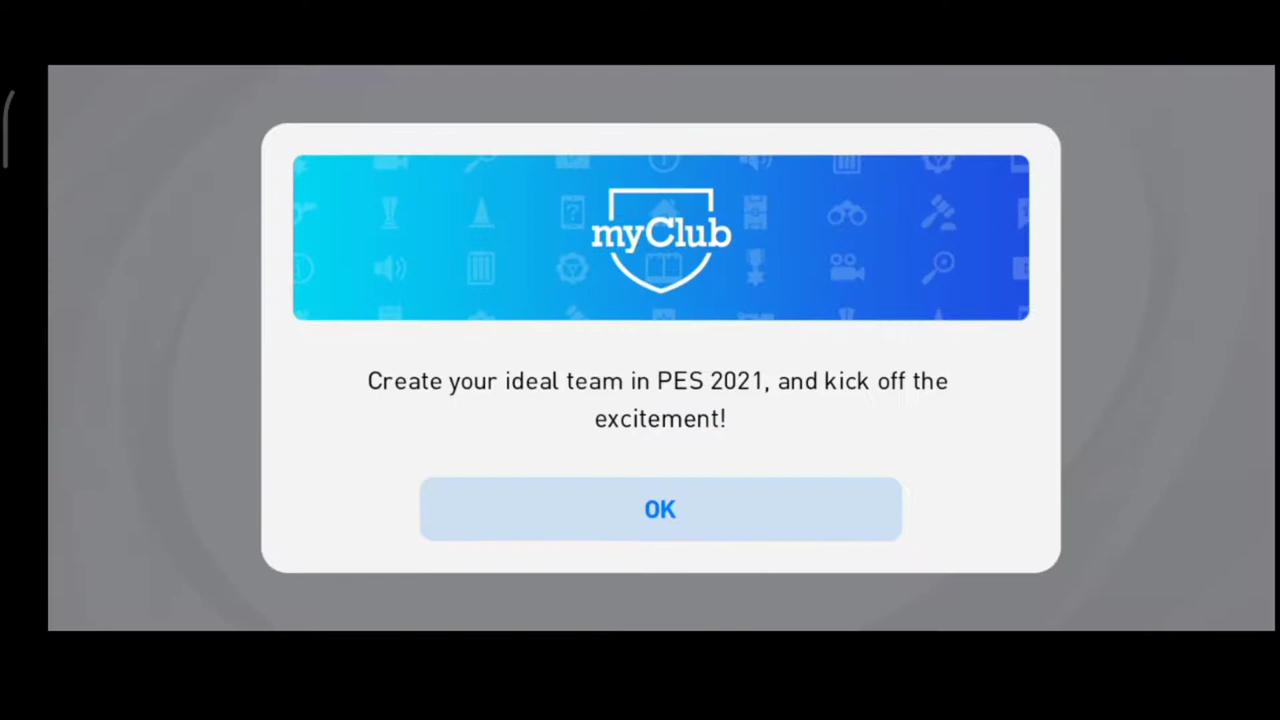 myClub
Create your ideal team in PES 2021, and kick off the
excitement!
OK